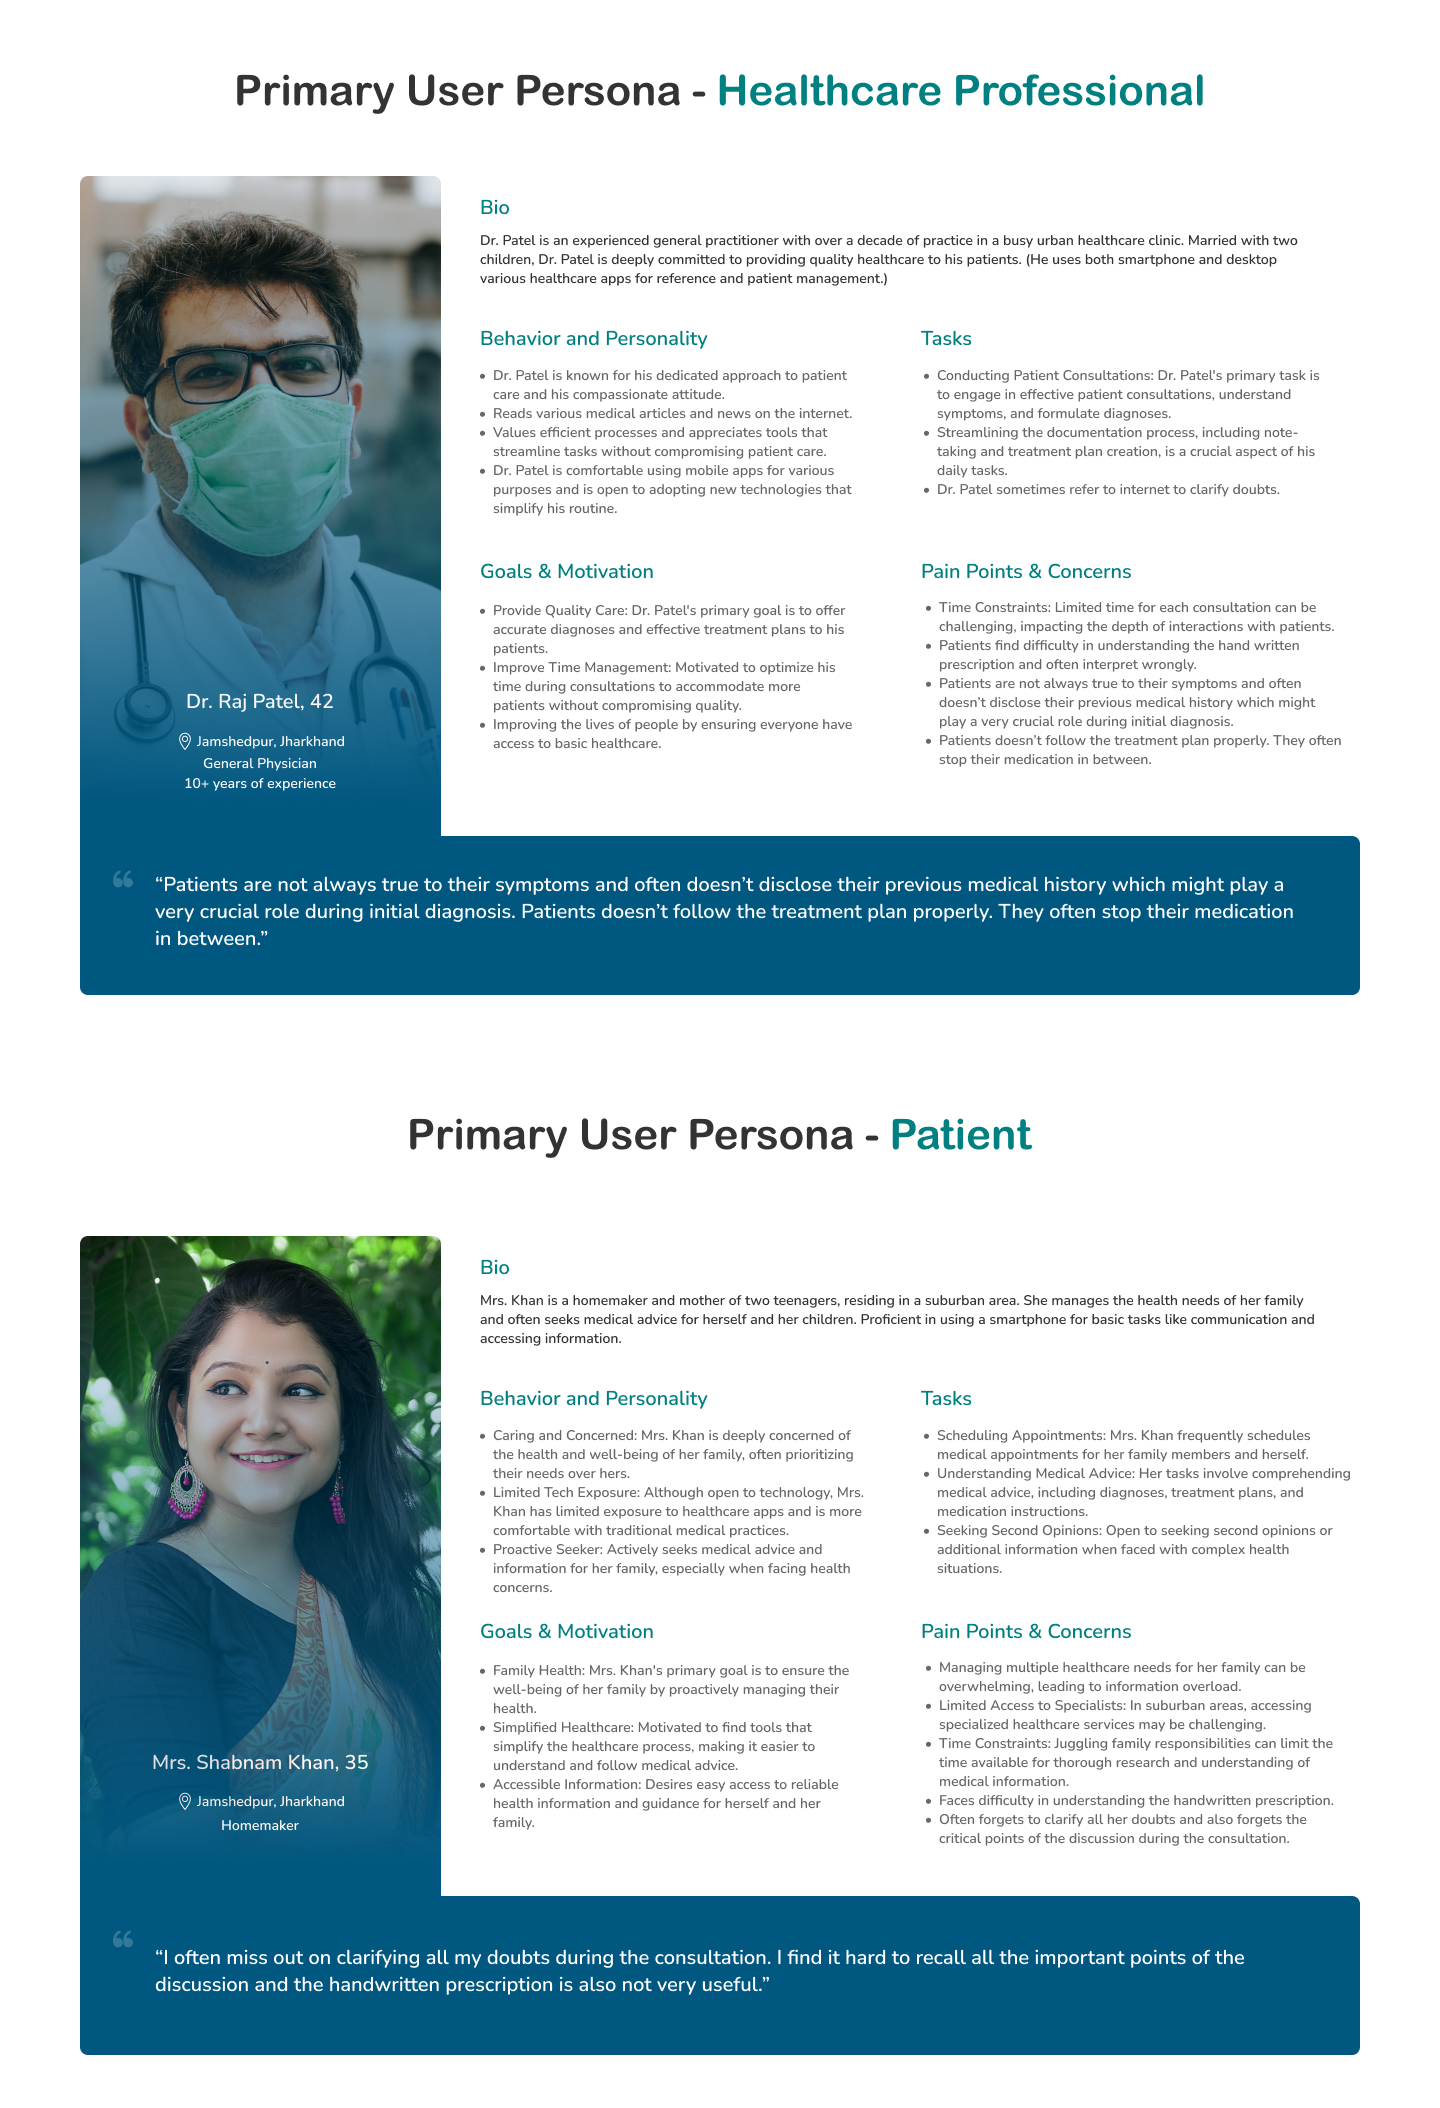 Primary User Persona - Healthcare Professional
Bio
Dr. Patel is an experienced general practitioner with over a decade of practice in a busy urban healthcare clinic. Married with two
children, Dr. Patel is deeply committed to providing quality healthcare to his patients. (He uses both smartphone and desktop
various healthcare apps for reference and patient management.)
Behavior and Personality
• Dr. Patel is known for his dedicated approach to patient
care and his compassionate attitude.
• Reads various medical articles and news on the internet.
• Values efficient processes and appreciates tools that
streamline tasks without compromising patient care.
• Dr. Patel is comfortable using mobile apps for various
purposes and is open to adopting new technologies that
simplify his routine.
Tasks
• Conducting Patient Consultations: Dr. Patel's primary task is
to engage in effective patient consultations, understand
symptoms, and formulate diagnoses.
• Streamlining the documentation process, including note-
taking and treatment plan creation, is a crucial aspect of his
daily tasks.
• Dr. Patel sometimes refer to internet to clarify doubts.
Goals & Motivation
• Provide Quality Care: Dr. Patel's primary goal is to offer
accurate diagnoses and effective treatment plans to his
patients.
• Improve Time Management: Motivated to optimize his
time during consultations to accommodate more
patients without compromising quality.
• Improving the lives of people by ensuring everyone have
access to basic healthcare.
Pain Points & Concerns
• Time Constraints: Limited time for each consultation can be
challenging, impacting the depth of interactions with patients.
• Patients find difficulty in understanding the hand written
prescription and often interpret wrongly.
• Patients are not always true to their symptoms and often
doesn’t disclose their previous medical history which might
play a very crucial role during initial diagnosis.
• Patients doesn’t follow the treatment plan properly. They often
stop their medication in between.
Dr. Raj Patel, 42
Jamshedpur, Jharkhand
General Physician
10+ years of experience
“Patients are not always true to their symptoms and often doesn’t disclose their previous medical history which might play a
very crucial role during initial diagnosis. Patients doesn’t follow the treatment plan properly. They often stop their medication
in between.”
Primary User Persona - Patient
Bio
Mrs. Khan is a homemaker and mother of two teenagers, residing in a suburban area. She manages the health needs of her family
and often seeks medical advice for herself and her children. Proficient in using a smartphone for basic tasks like communication and
accessing information.
Behavior and Personality
• Caring and Concerned: Mrs. Khan is deeply concerned of
the health and well-being of her family, often prioritizing
their needs over hers.
• Limited Tech Exposure: Although open to technology, Mrs.
Khan has limited exposure to healthcare apps and is more
comfortable with traditional medical practices.
• Proactive Seeker: Actively seeks medical advice and
information for her family, especially when facing health
concerns.
Tasks
• Scheduling Appointments: Mrs. Khan frequently schedules
medical appointments for her family members and herself.
• Understanding Medical Advice: Her tasks involve comprehending
medical advice, including diagnoses, treatment plans, and
medication instructions.
• Seeking Second Opinions: Open to seeking second opinions or
additional information when faced with complex health
situations.
Goals & Motivation
• Family Health: Mrs. Khan's primary goal is to ensure the
well-being of her family by proactively managing their
health.
• Simplified Healthcare: Motivated to find tools that
simplify the healthcare process, making it easier to
understand and follow medical advice.
• Accessible Information: Desires easy access to reliable
health information and guidance for herself and her
family.
Pain Points & Concerns
• Managing multiple healthcare needs for her family can be
overwhelming, leading to information overload.
• Limited Access to Specialists: In suburban areas, accessing
specialized healthcare services may be challenging.
• Time Constraints: Juggling family responsibilities can limit the
time available for thorough research and understanding of
medical information.
• Faces difficulty in understanding the handwritten prescription.
• Often forgets to clarify all her doubts and also forgets the
critical points of the discussion during the consultation.
Mrs. Shabnam Khan, 35
Jamshedpur, Jharkhand
Homemaker
“I often miss out on clarifying all my doubts during the consultation. I find it hard to recall all the important points of the
discussion and the handwritten prescription is also not very useful.”